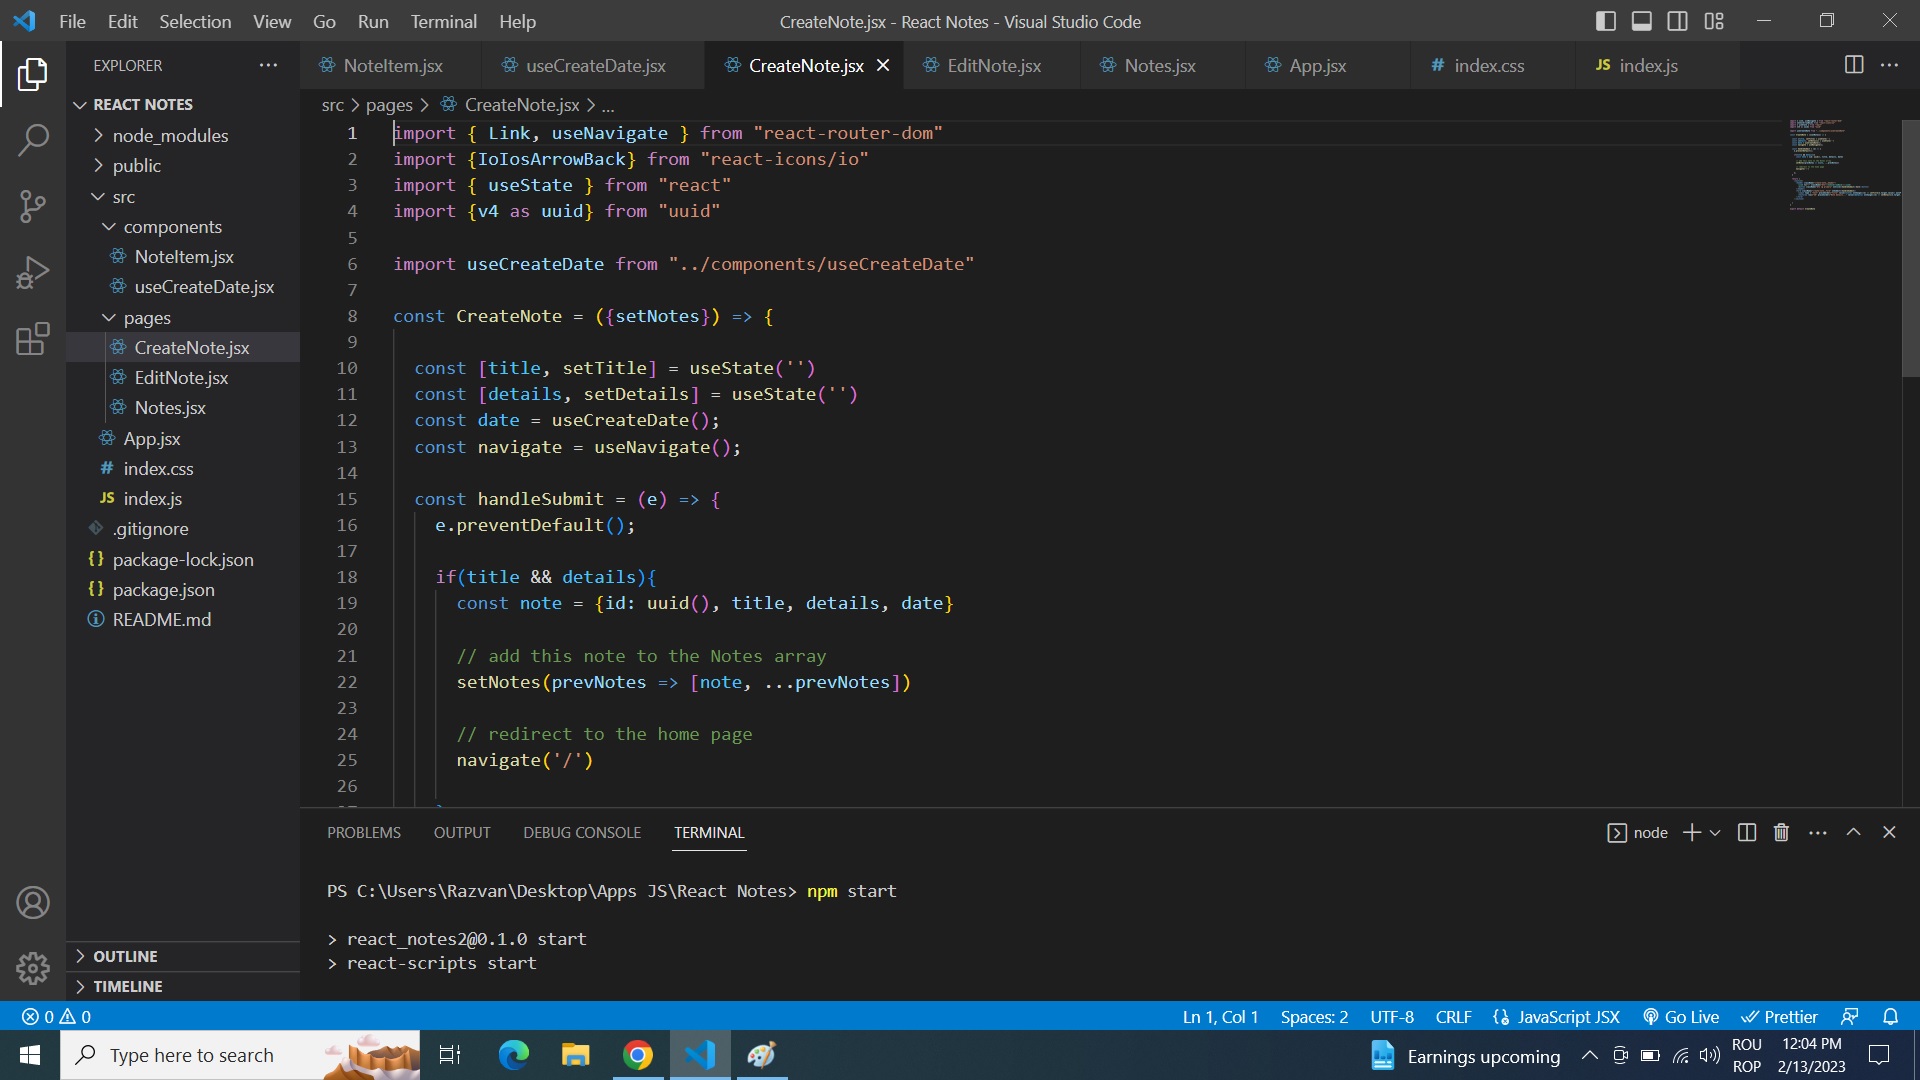 File Edit Selection View Go Run Terminal Help
CreateNote.jsx - React Notes - Visual Studio Code
EXPLORER
NoteItem.jsx
useCreateDate.jsx
CreateNote.jsx
EditNote.jsx
Notes.jsx
App.jsx
# index.css
JS index.js
REACT NOTES
node_modules
public
src
components
NoteItem.jsx
useCreateDate.jsx
pages
CreateNote.jsx
EditNote.jsx
Notes.jsx
App.jsx
# index.css
JS index.js
.gitignore
{} package-lock.json
{} package.json
README.md
OUTLINE
TIMELINE
src > pages > CreateNote.jsx > ...
1 import { Link, useNavigate } from "react-router-dom"
2 import {IoIosArrowBack} from "react-icons/io"
3 import { useState } from "react"
4 import {v4 as uuid} from "uuid"
5
6 import useCreateDate from "../components/useCreateDate"
7
8 const CreateNote = ({setNotes}) => {
9
10 const [title, setTitle] = useState('')
11 const [details, setDetails] = useState('')
12 const date = useCreateDate();
13 const navigate = useNavigate();
14
15 const handleSubmit = (e) => {
16 e.preventDefault();
17
18 if(title && details){
19 const note = {id: uuid(), title, details, date}
20
21 // add this note to the Notes array
22 setNotes(prevNotes => [note, ...prevNotes])
23
24 // redirect to the home page
25 navigate('/')
26
PROBLEMS OUTPUT DEBUG CONSOLE TERMINAL
node
PS C:\Users\Razvan\Desktop\Apps JS\React Notes> npm start
> react_notes2@0.1.0 start
> react-scripts start
0 0
Ln 1, Col 1 Spaces: 2 UTF-8 CRLF JavaScript JSX Go Live Prettier
Type here to search
Earnings upcoming
ROU
ROP
12:04 PM
2/13/2023